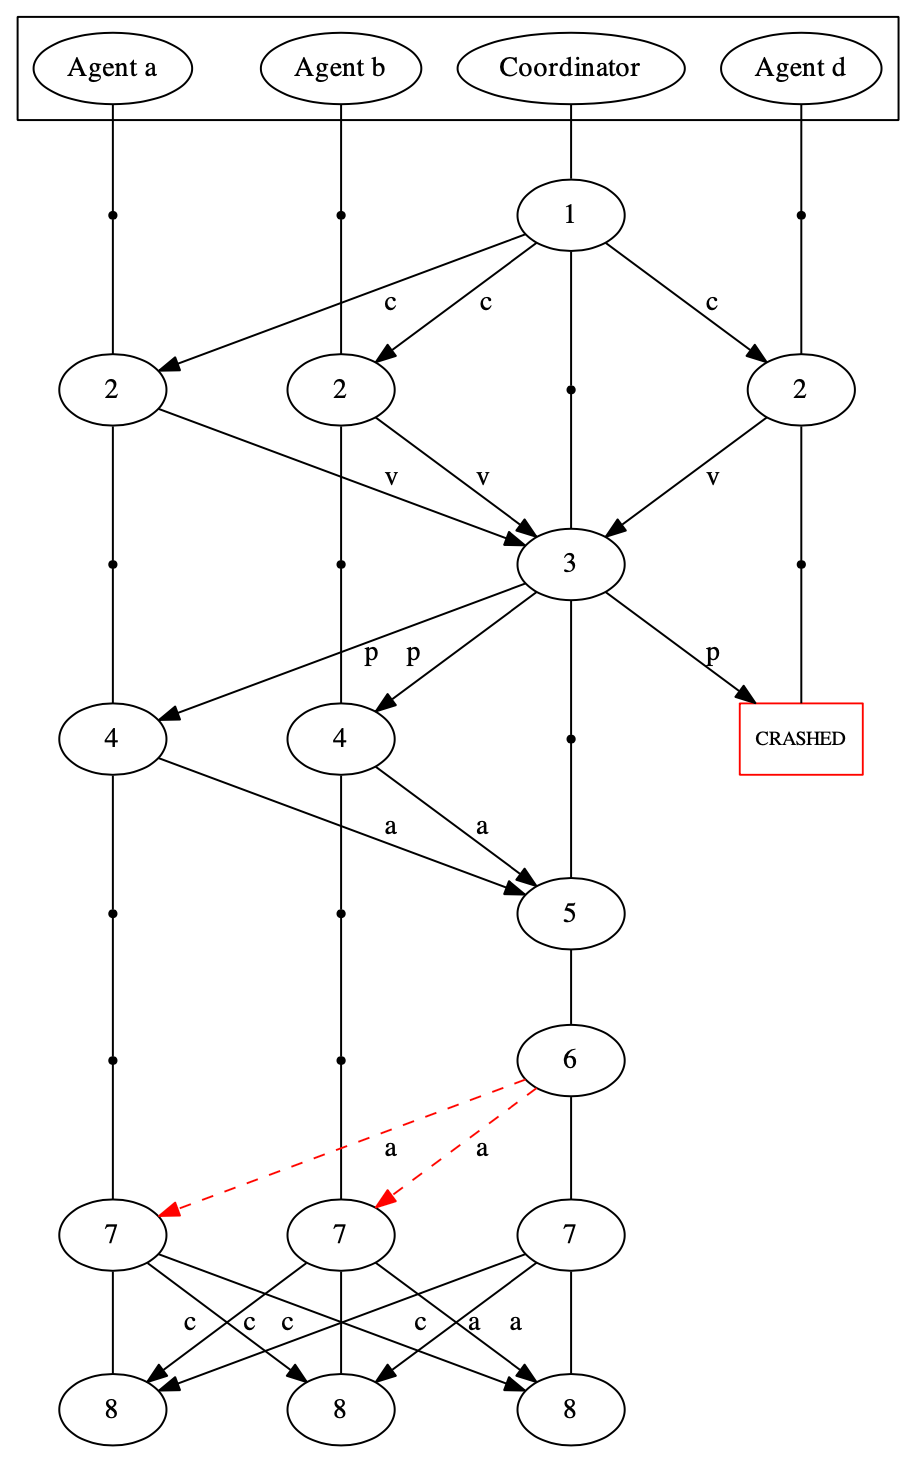 Agent a Agent b Coordinator Agent d
1
c c c
2 2 2
v v v
3
p p p
4 4 CRASHED
a a
5
6
a a
7 7 7
c c c c a a
8 8 8